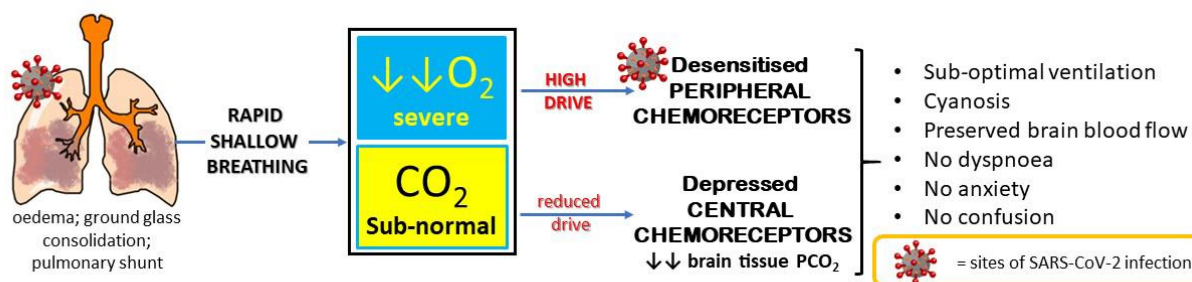 oedema; ground glass
consolidation;
pulmonary shunt
RAPID
SHALLOW
BREATHING
↓↓O₂
severe
CO₂
Sub-normal
HIGH
DRIVE
reduced
drive
Desensitised
PERIPHERAL
CHEMORECEPTORS
Depressed
CENTRAL
CHEMORECEPTORS
↓↓ brain tissue PCO₂
• Sub-optimal ventilation
• Cyanosis
• Preserved brain blood flow
• No dyspnoea
• No anxiety
• No confusion
= sites of SARS-CoV-2 infection